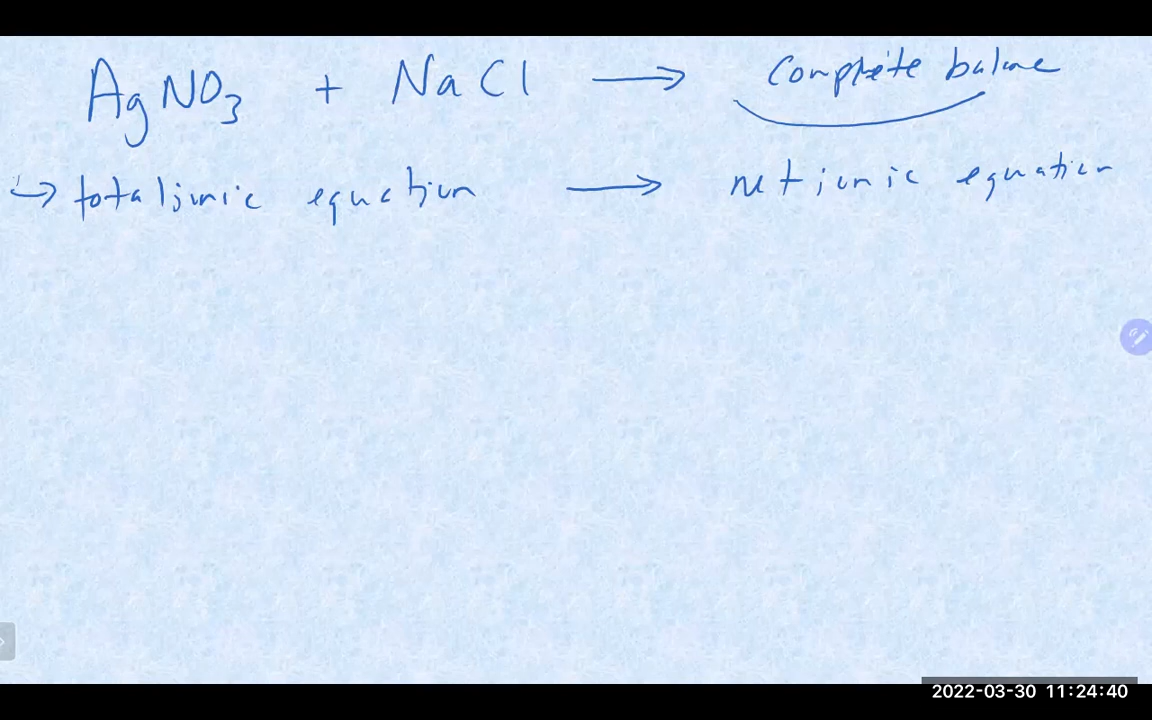 AgNO3 + NaCl → Complete balance
↪ total ionic equation → net ionic equation
2022-03-30 11:24:40